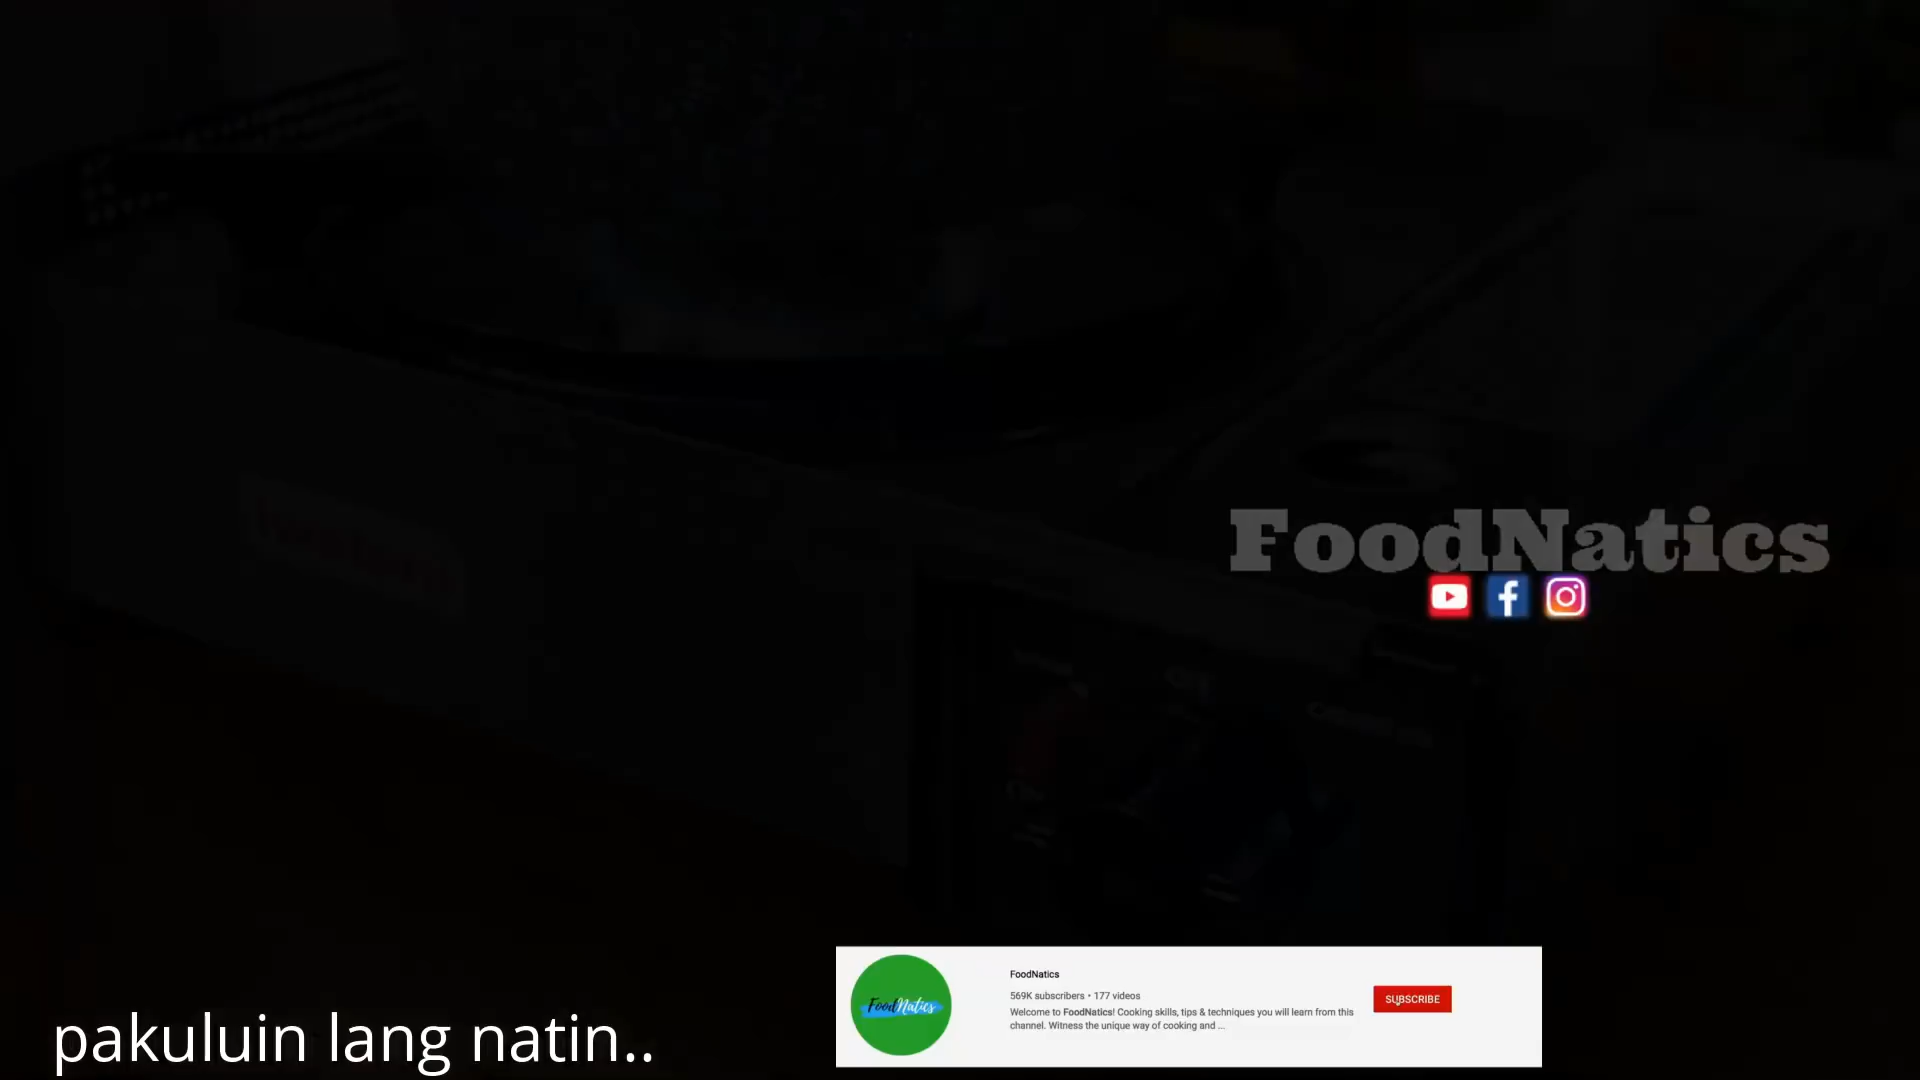 FoodNatics
FoodNatics
FoodNatics
569K subscribers • 177 videos
Welcome to FoodNatics! Cooking skills, tips & techniques you will learn from this
channel. Witness the unique way of cooking and ...
SUBSCRIBE
pakuluin lang natin..